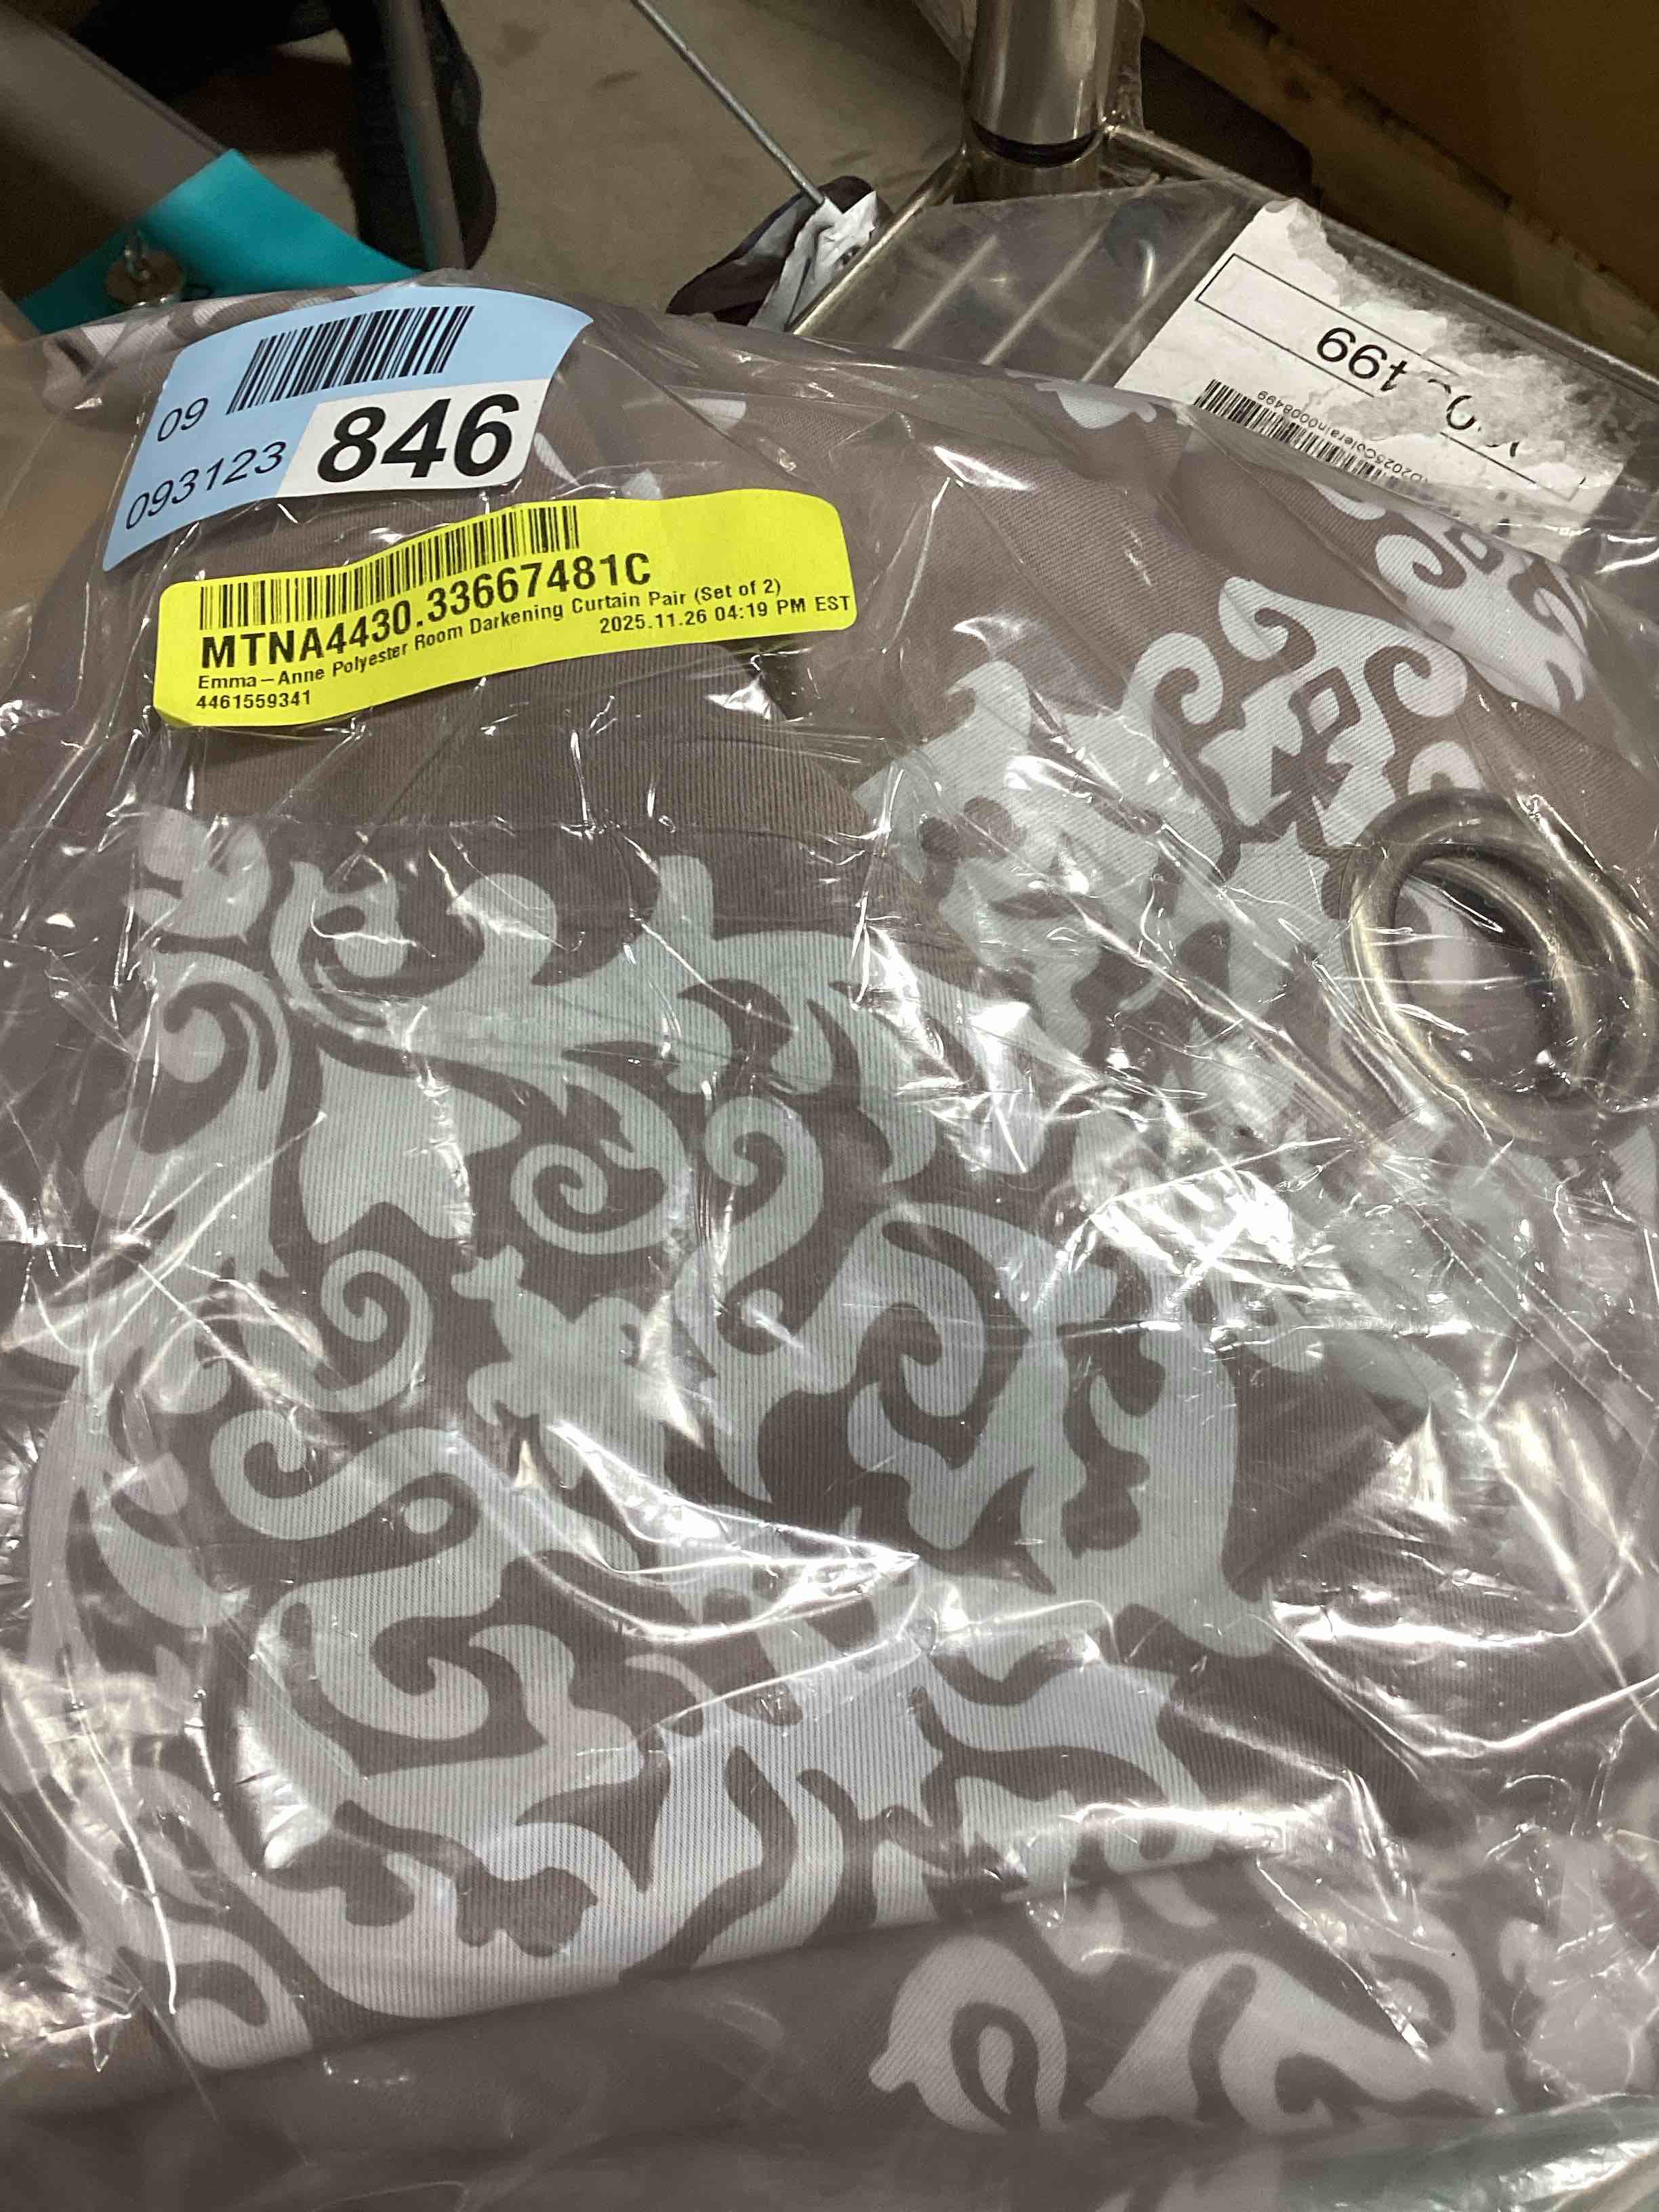 09
093123 846
MTNA4430.33667481C
Emma-Anne Polyester Room Darkening Curtain Pair (Set of 2)
2025.11.26 04:19 PM EST
4461559341